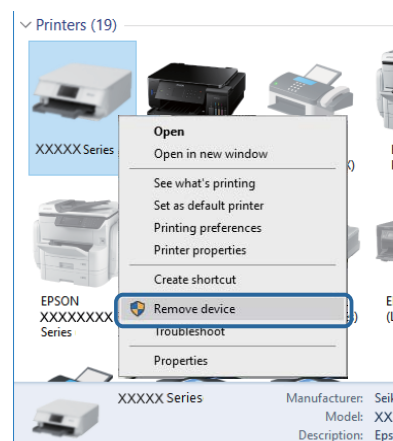 Printers (19)
XXXXX Series
Open
Open in new window
See what's printing
Set as default printer
Printing preferences
Printer properties
Create shortcut
Remove device
Troubleshoot
Properties
EPSON
XXXXXXXX
Series
XXXXX Series
Manufacturer:
Model:
Description: